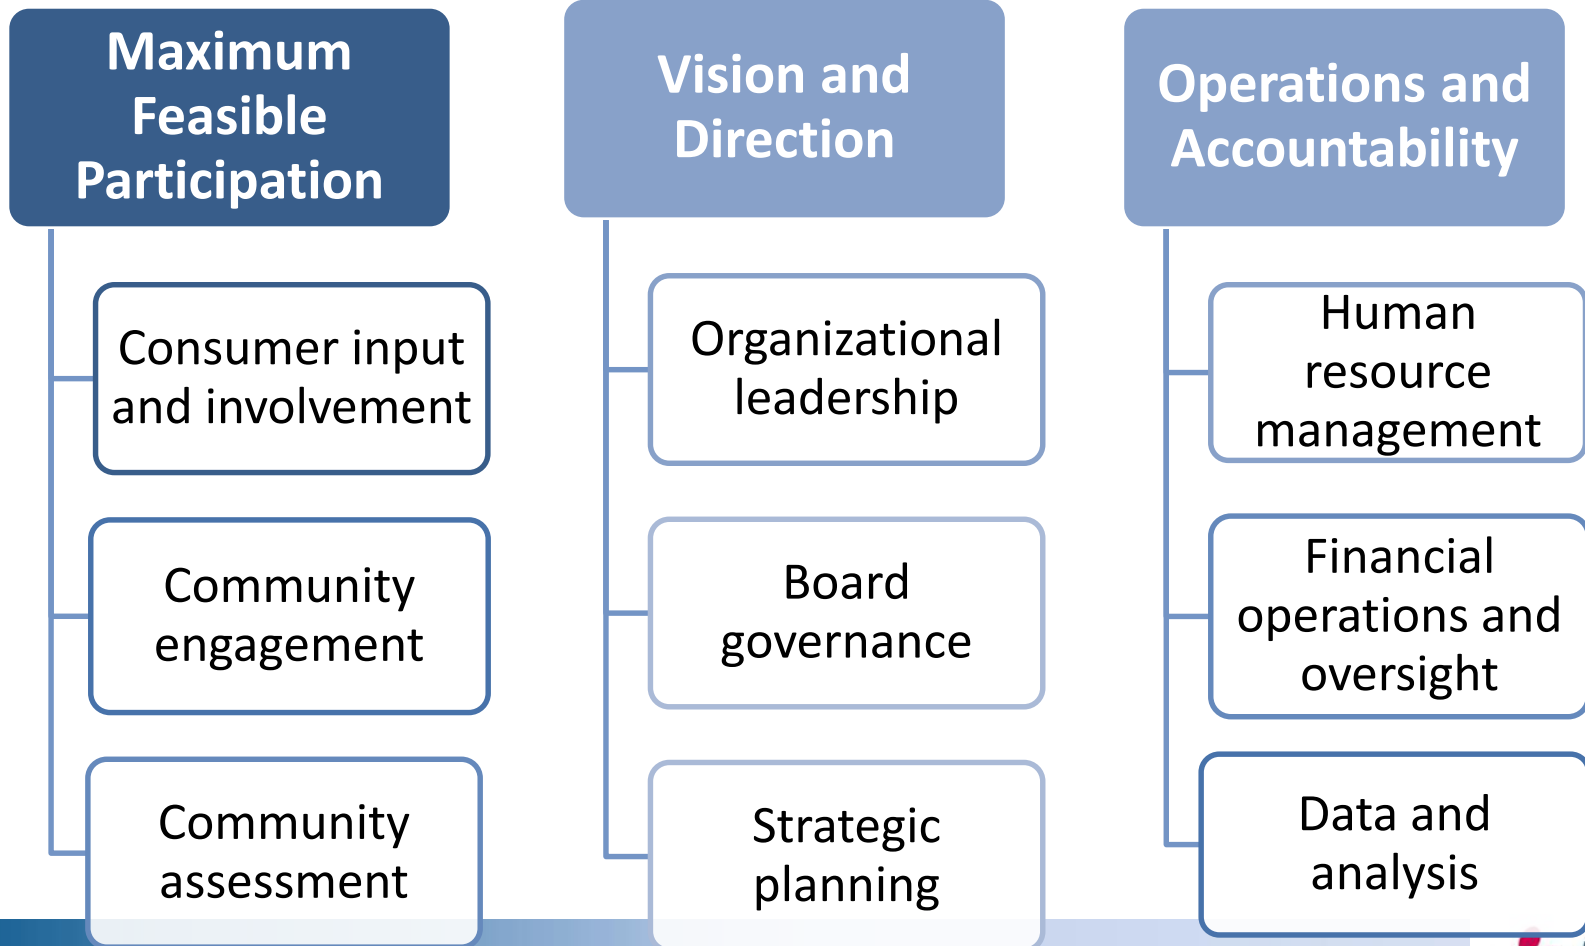 Maximum
Feasible
Participation
Consumer input
and involvement
Community
engagement
Community
assessment
Vision and
Direction
Organizational
leadership
Board
governance
Strategic
planning
Operations and
Accountability
Human
resource
management
Financial
operations and
oversight
Data and
analysis